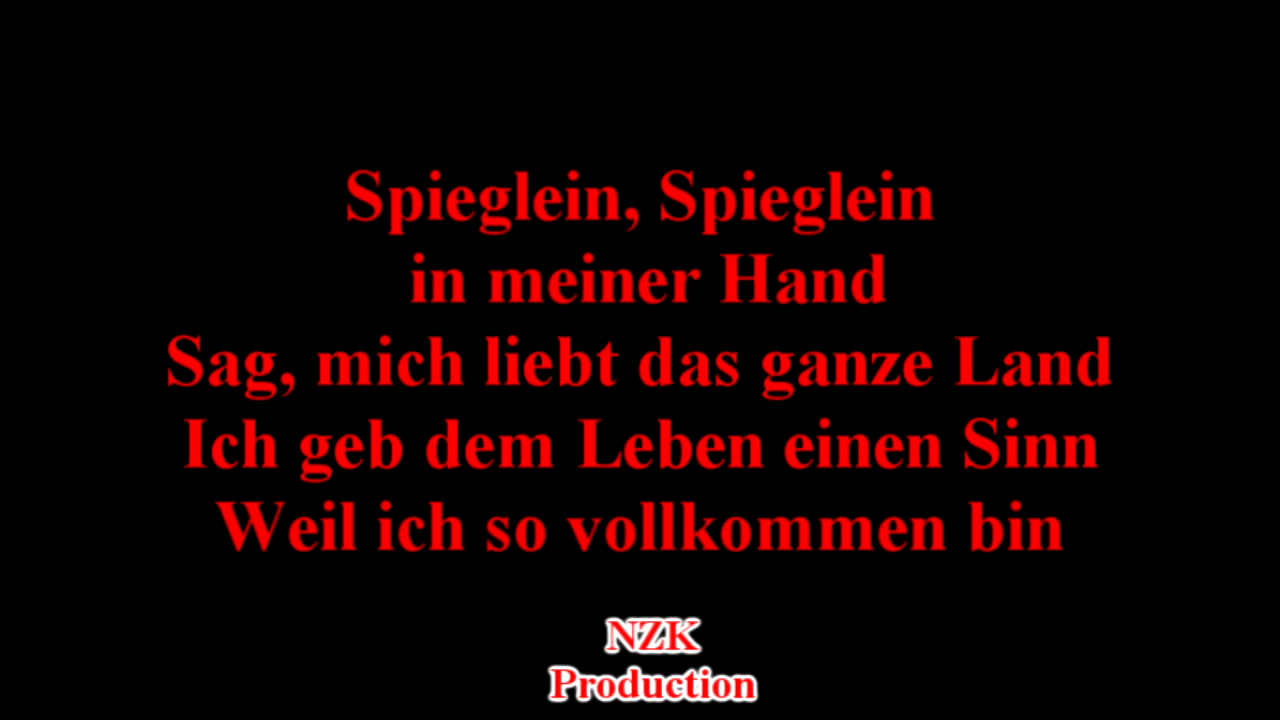 Spieglein, Spieglein
in meiner Hand
Sag, mich liebt das ganze Land
Ich geb dem Leben einen Sinn
Weil ich so vollkommen bin
NZK
Production